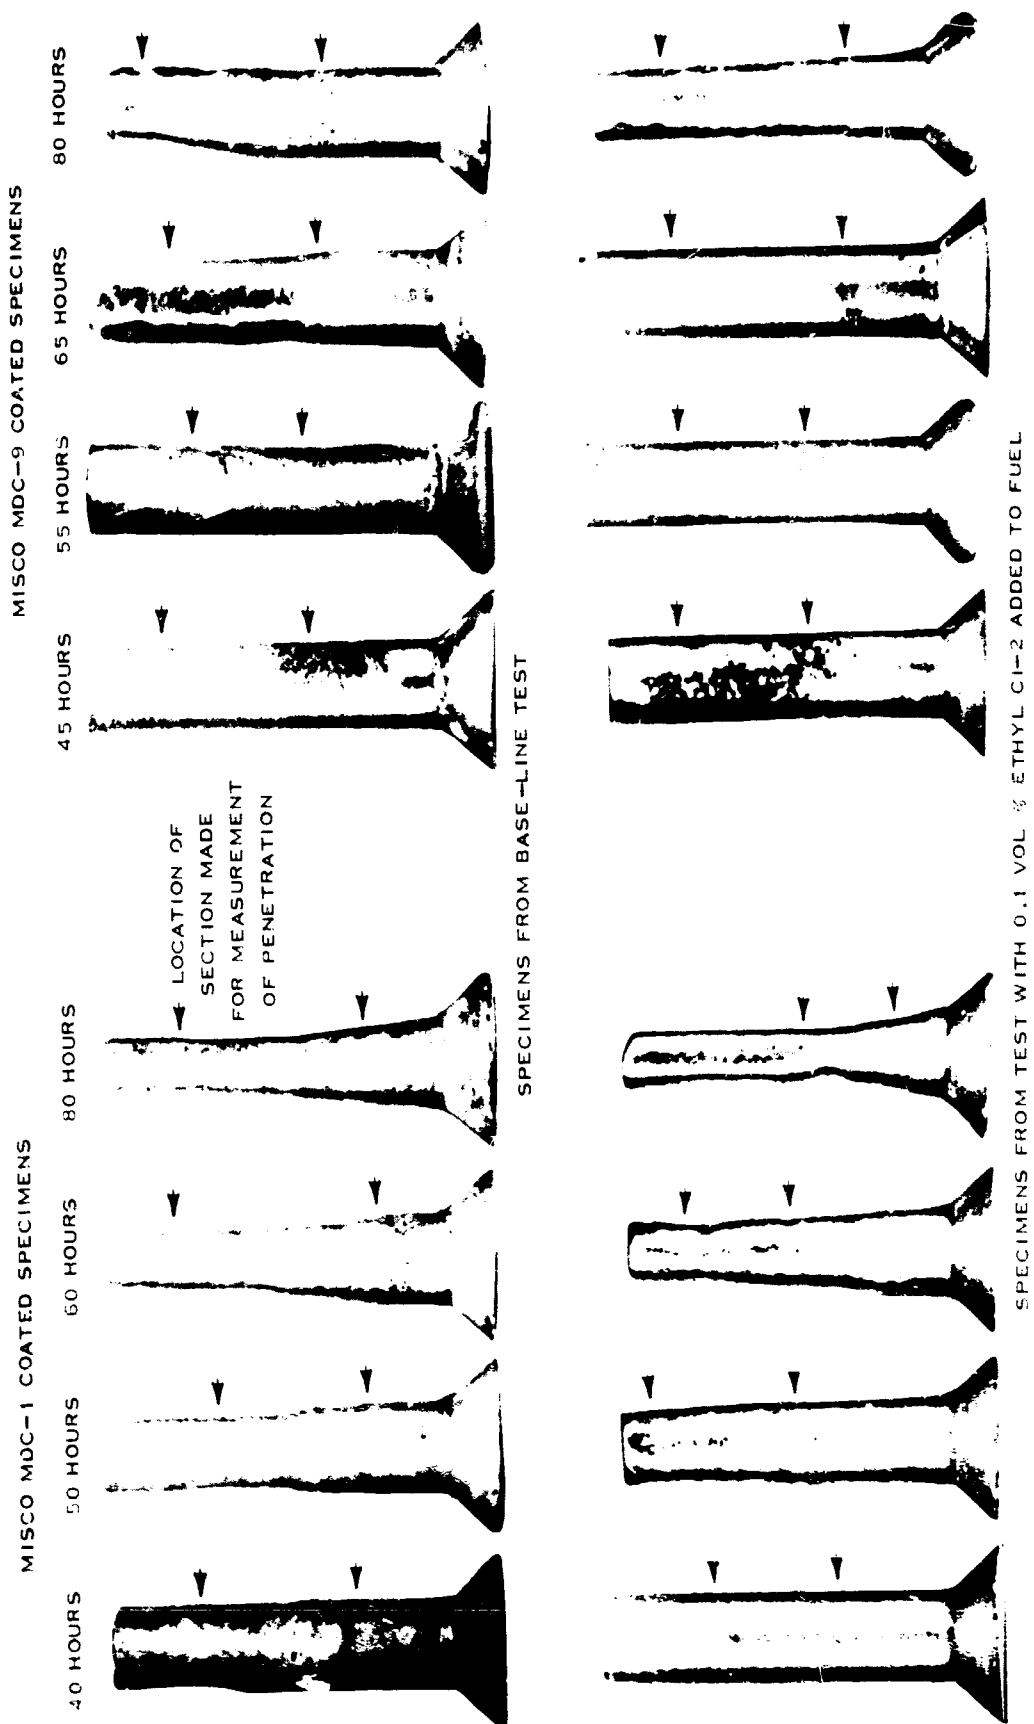 MISCO MDC-1 COATED SPECIMENS
MISCO MDC-9 COATED SPECIMENS
40 HOURS
50 HOURS
60 HOURS
80 HOURS
45 HOURS
55 HOURS
65 HOURS
80 HOURS
LOCATION OF
SECTION MADE
FOR MEASUREMENT
OF PENETRATION
SPECIMENS FROM BASE-LINE TEST
SPECIMENS FROM TEST WITH 0.1 VOL % ETHYL CI-2 ADDED TO FUEL